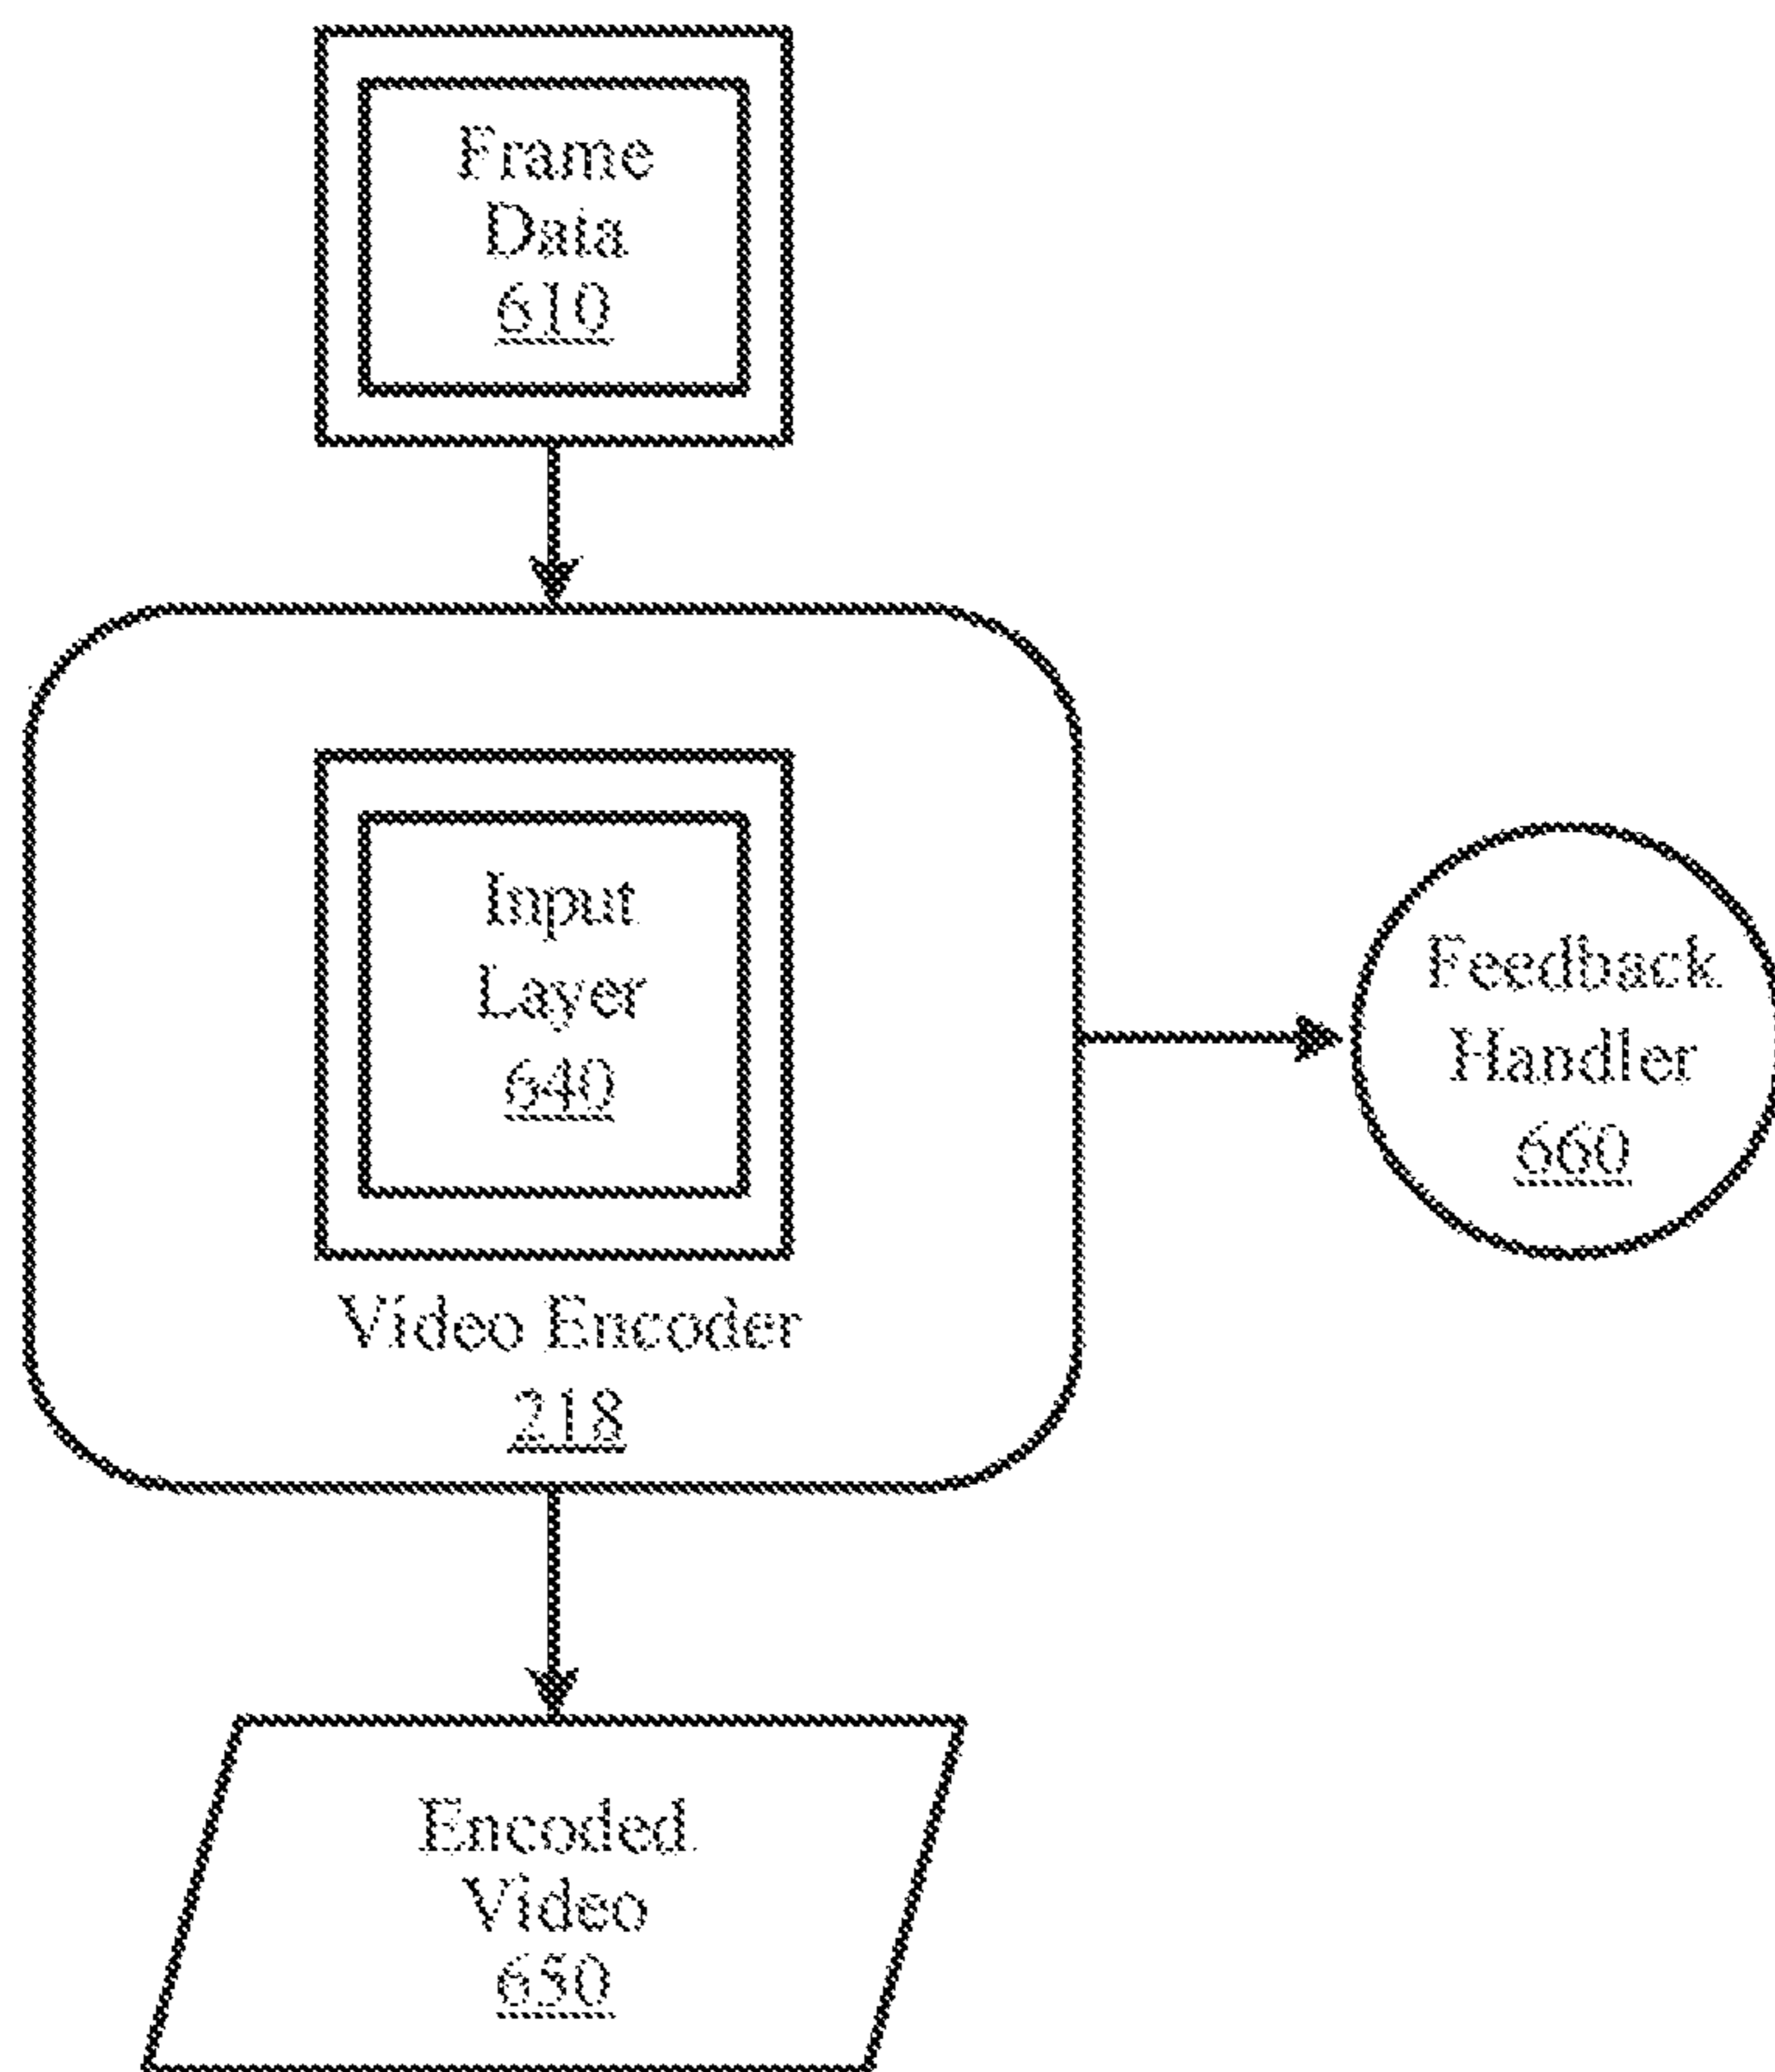 Frame
Data
610
Input
Layer
640
Video Encoder
218
Feedback
Handler
660
Encoded
Video
650